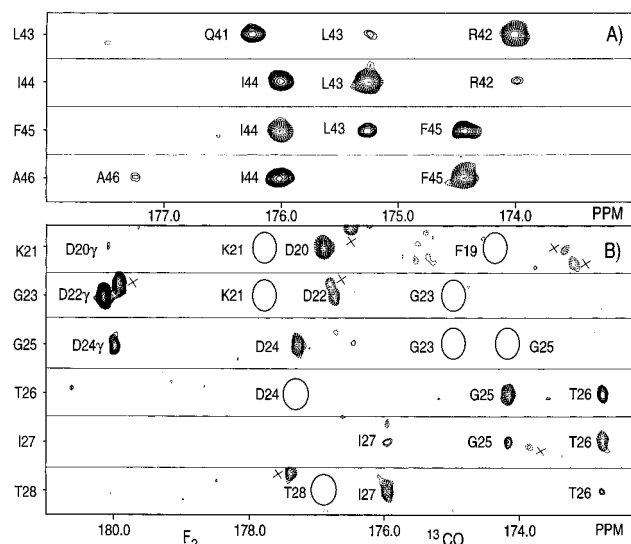 L43 Q41 L43 R42 A)
I44 I44 L43 R42
F45 I44 L43 F45
A46 A46 I44 F45
177.0 176.0 175.0 174.0 PPM
K21 D20γ K21 D20 × F19 × × B)
G23 D22γ × K21 D22 × G23
G25 D24γ D24 G23 G25
T26 D24 G25 T26
I27 I27 G25 × T26
T28 × T28 I27 T26
180.0 F2 178.0 176.0 13CO 174.0 PPM